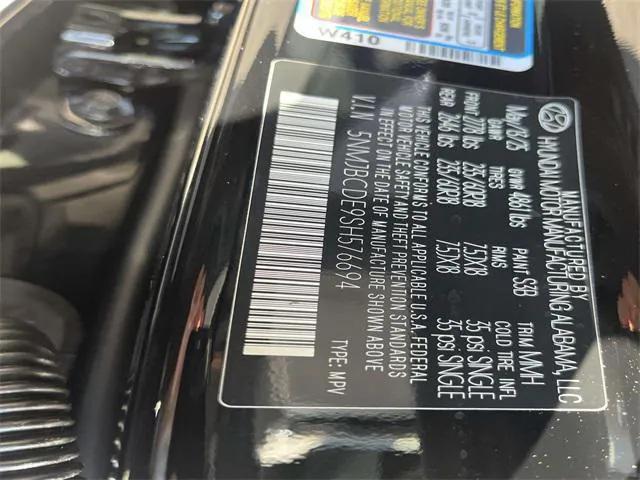 MANUFACTURED BY
HYUNDAI MOTOR MANUFACTURING ALABAMA, LLC
May/26/25 GVWR 4861 lbs PAINT S3B TRIM MMH
GAWR TIRES RIMS COLD TIRE INFL
FRONT 2778 lbs 235/60R18 7.5JX18 35 psi SINGLE
REAR 2646 lbs 235/60R18 7.5JX18 35 psi SINGLE
THIS VEHICLE CONFORMS TO ALL APPLICABLE U.S.A. FEDERAL
MOTOR VEHICLE SAFETY AND THEFT PREVENTION STANDARDS
IN EFFECT ON THE DATE OF MANUFACTURE SHOWN ABOVE
V.I.N 5NMJBCDE9SH576694 TYPE: MPV
W410